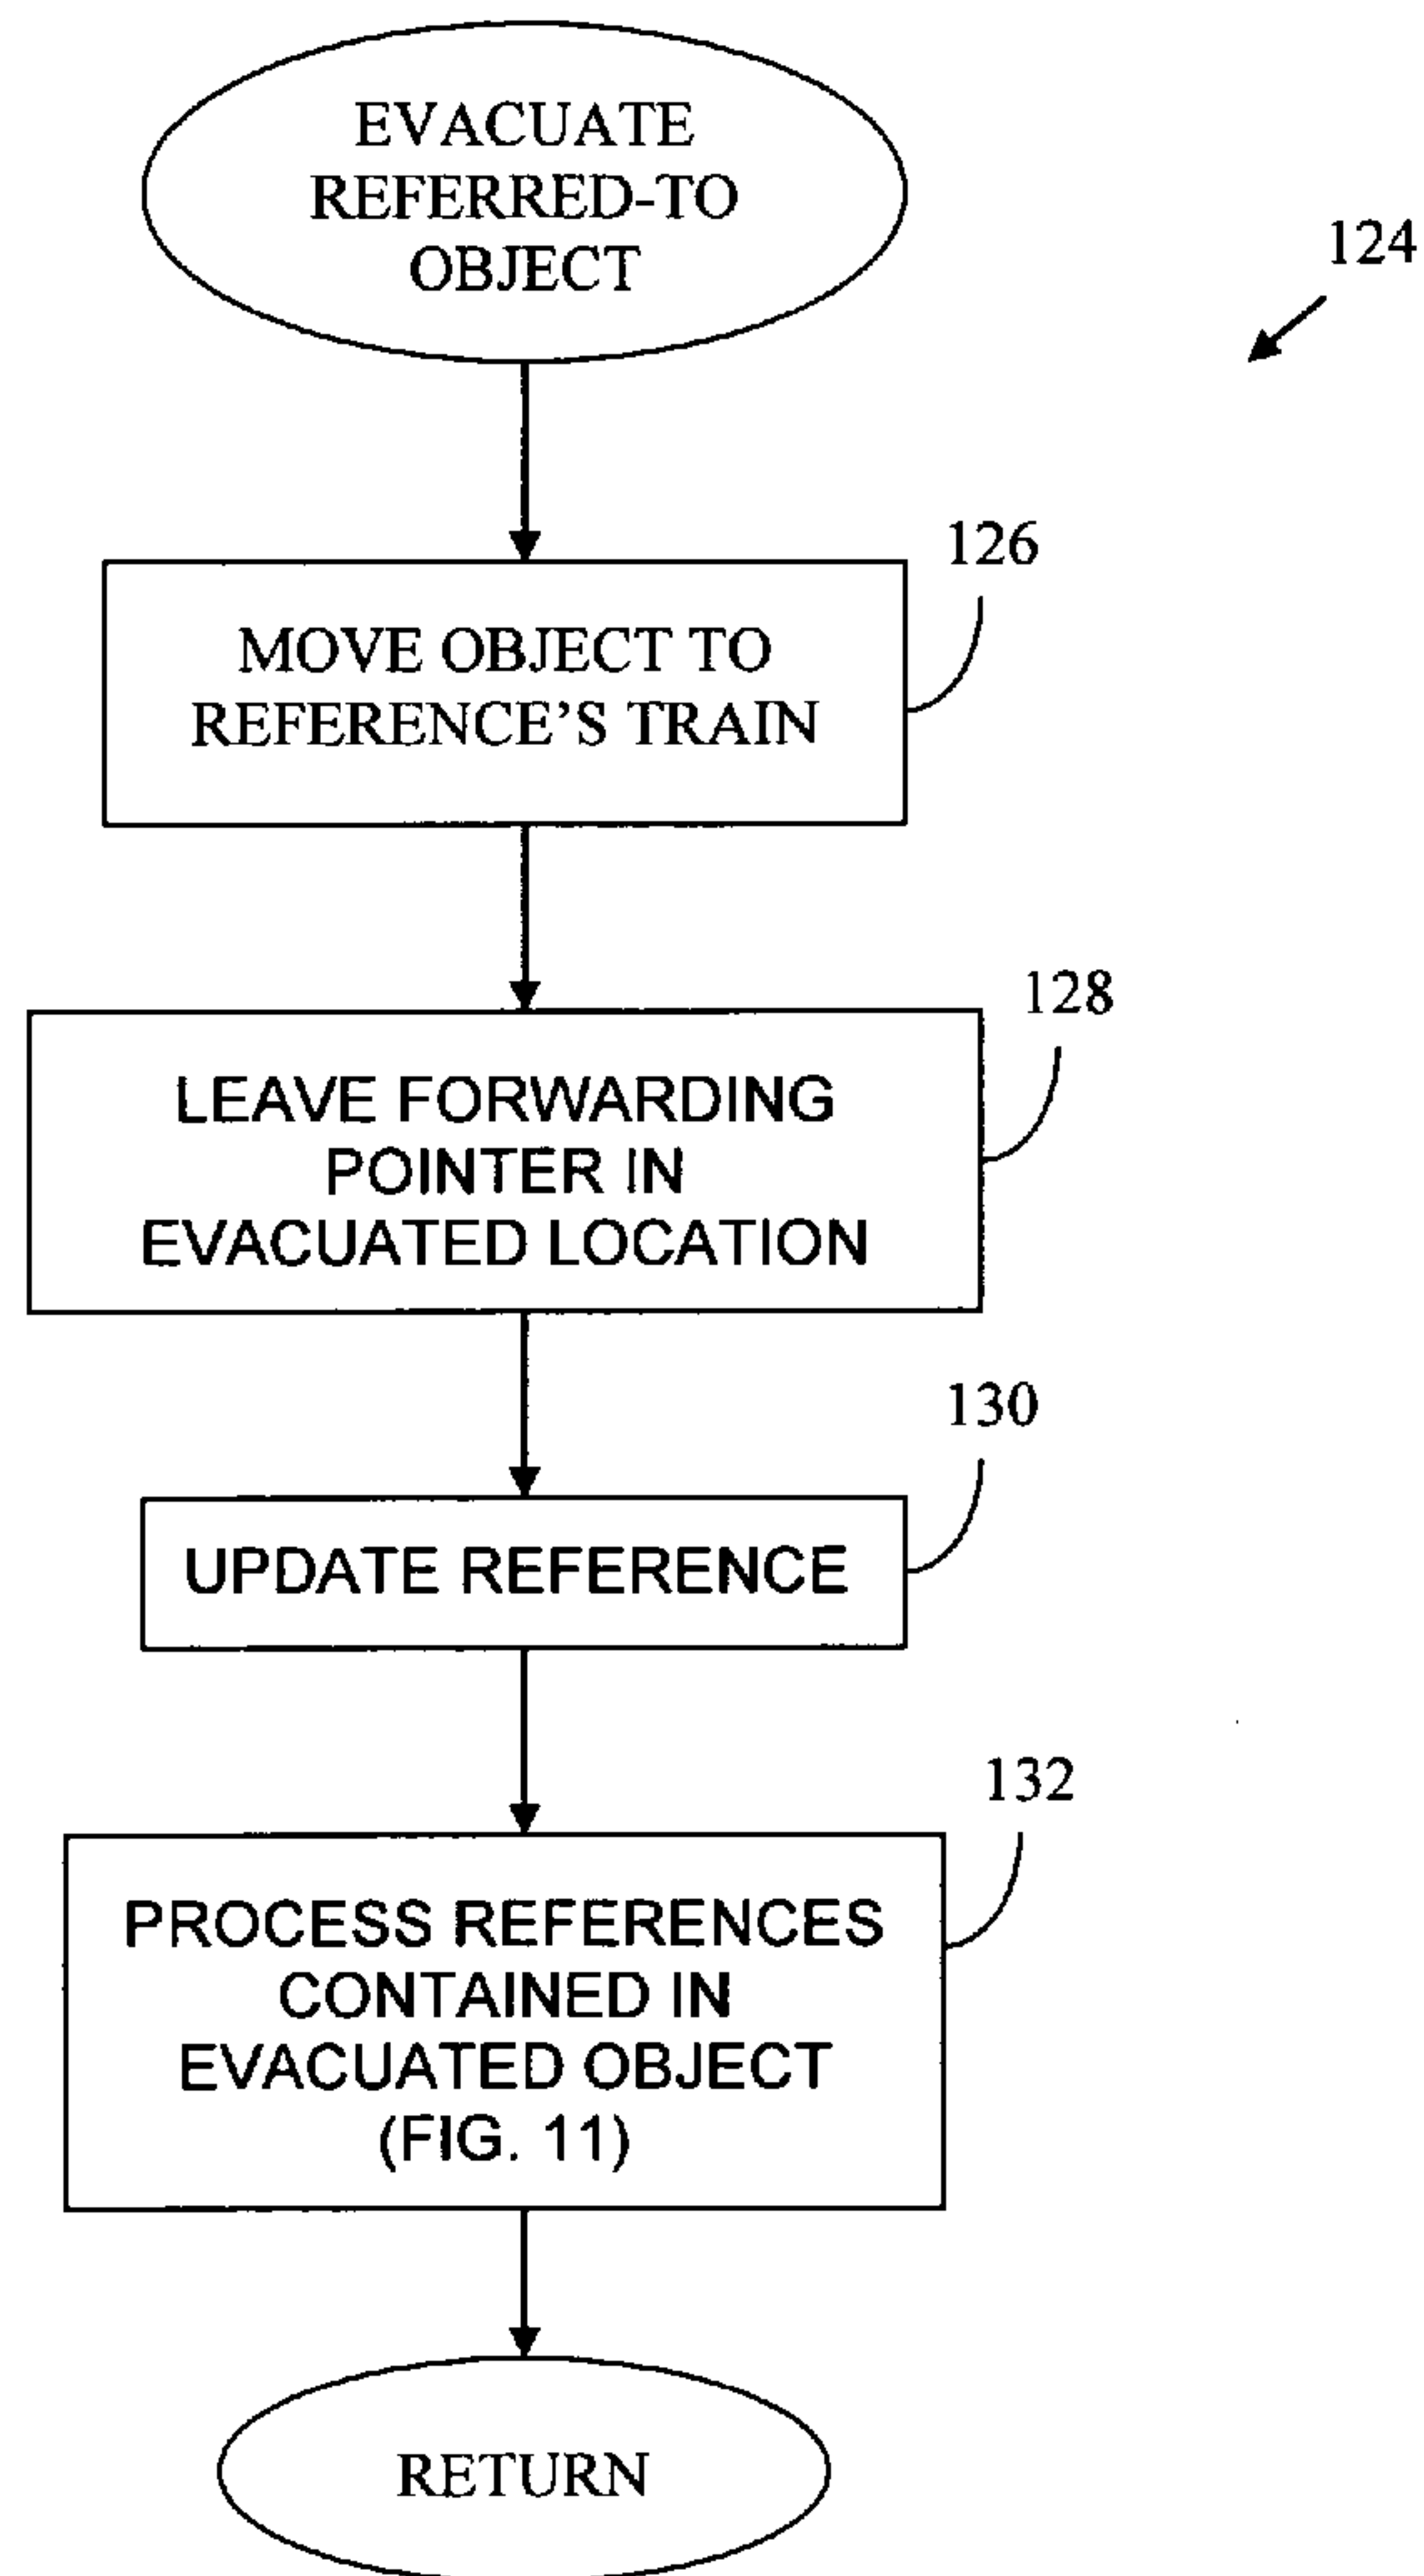 EVACUATE
REFERRED-TO
OBJECT
124
126
MOVE OBJECT TO
REFERENCE’S TRAIN
128
LEAVE FORWARDING
POINTER IN
EVACUATED LOCATION
130
UPDATE REFERENCE
132
PROCESS REFERENCES
CONTAINED IN
EVACUATED OBJECT
(FIG. 11)
RETURN